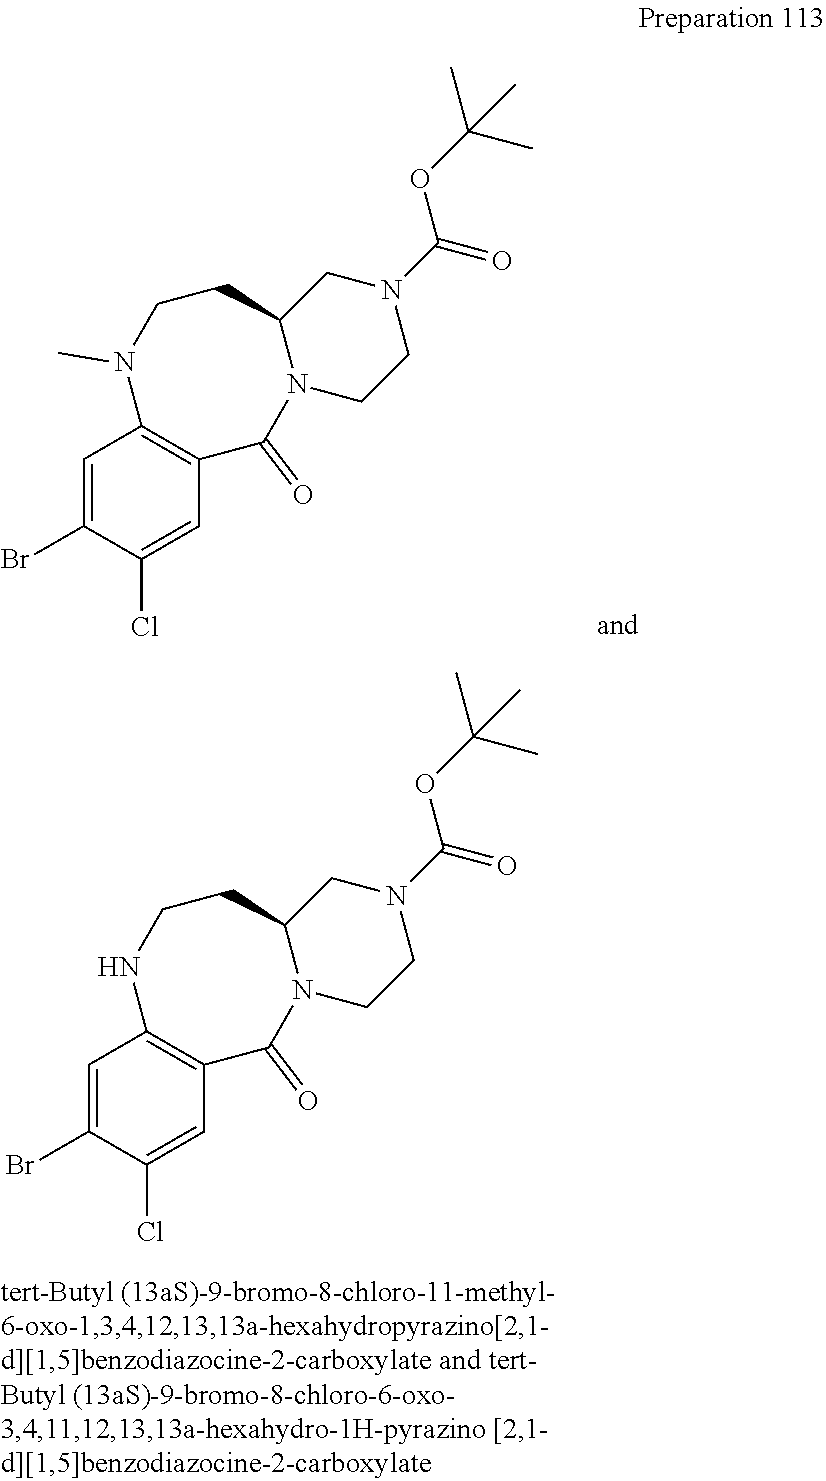 Preparation 113
O
O
N
N
N
O
Br
Cl
and
O
O
N
HN
N
O
Br
Cl
tert-Butyl (13aS)-9-bromo-8-chloro-11-methyl-
6-oxo-1,3,4,12,13,13a-hexahydropyrazino[2,1-
d][1,5]benzodiazocine-2-carboxylate and tert-
Butyl (13aS)-9-bromo-8-chloro-6-oxo-
3,4,11,12,13,13a-hexahydro-1H-pyrazino [2,1-
d][1,5]benzodiazocine-2-carboxylate